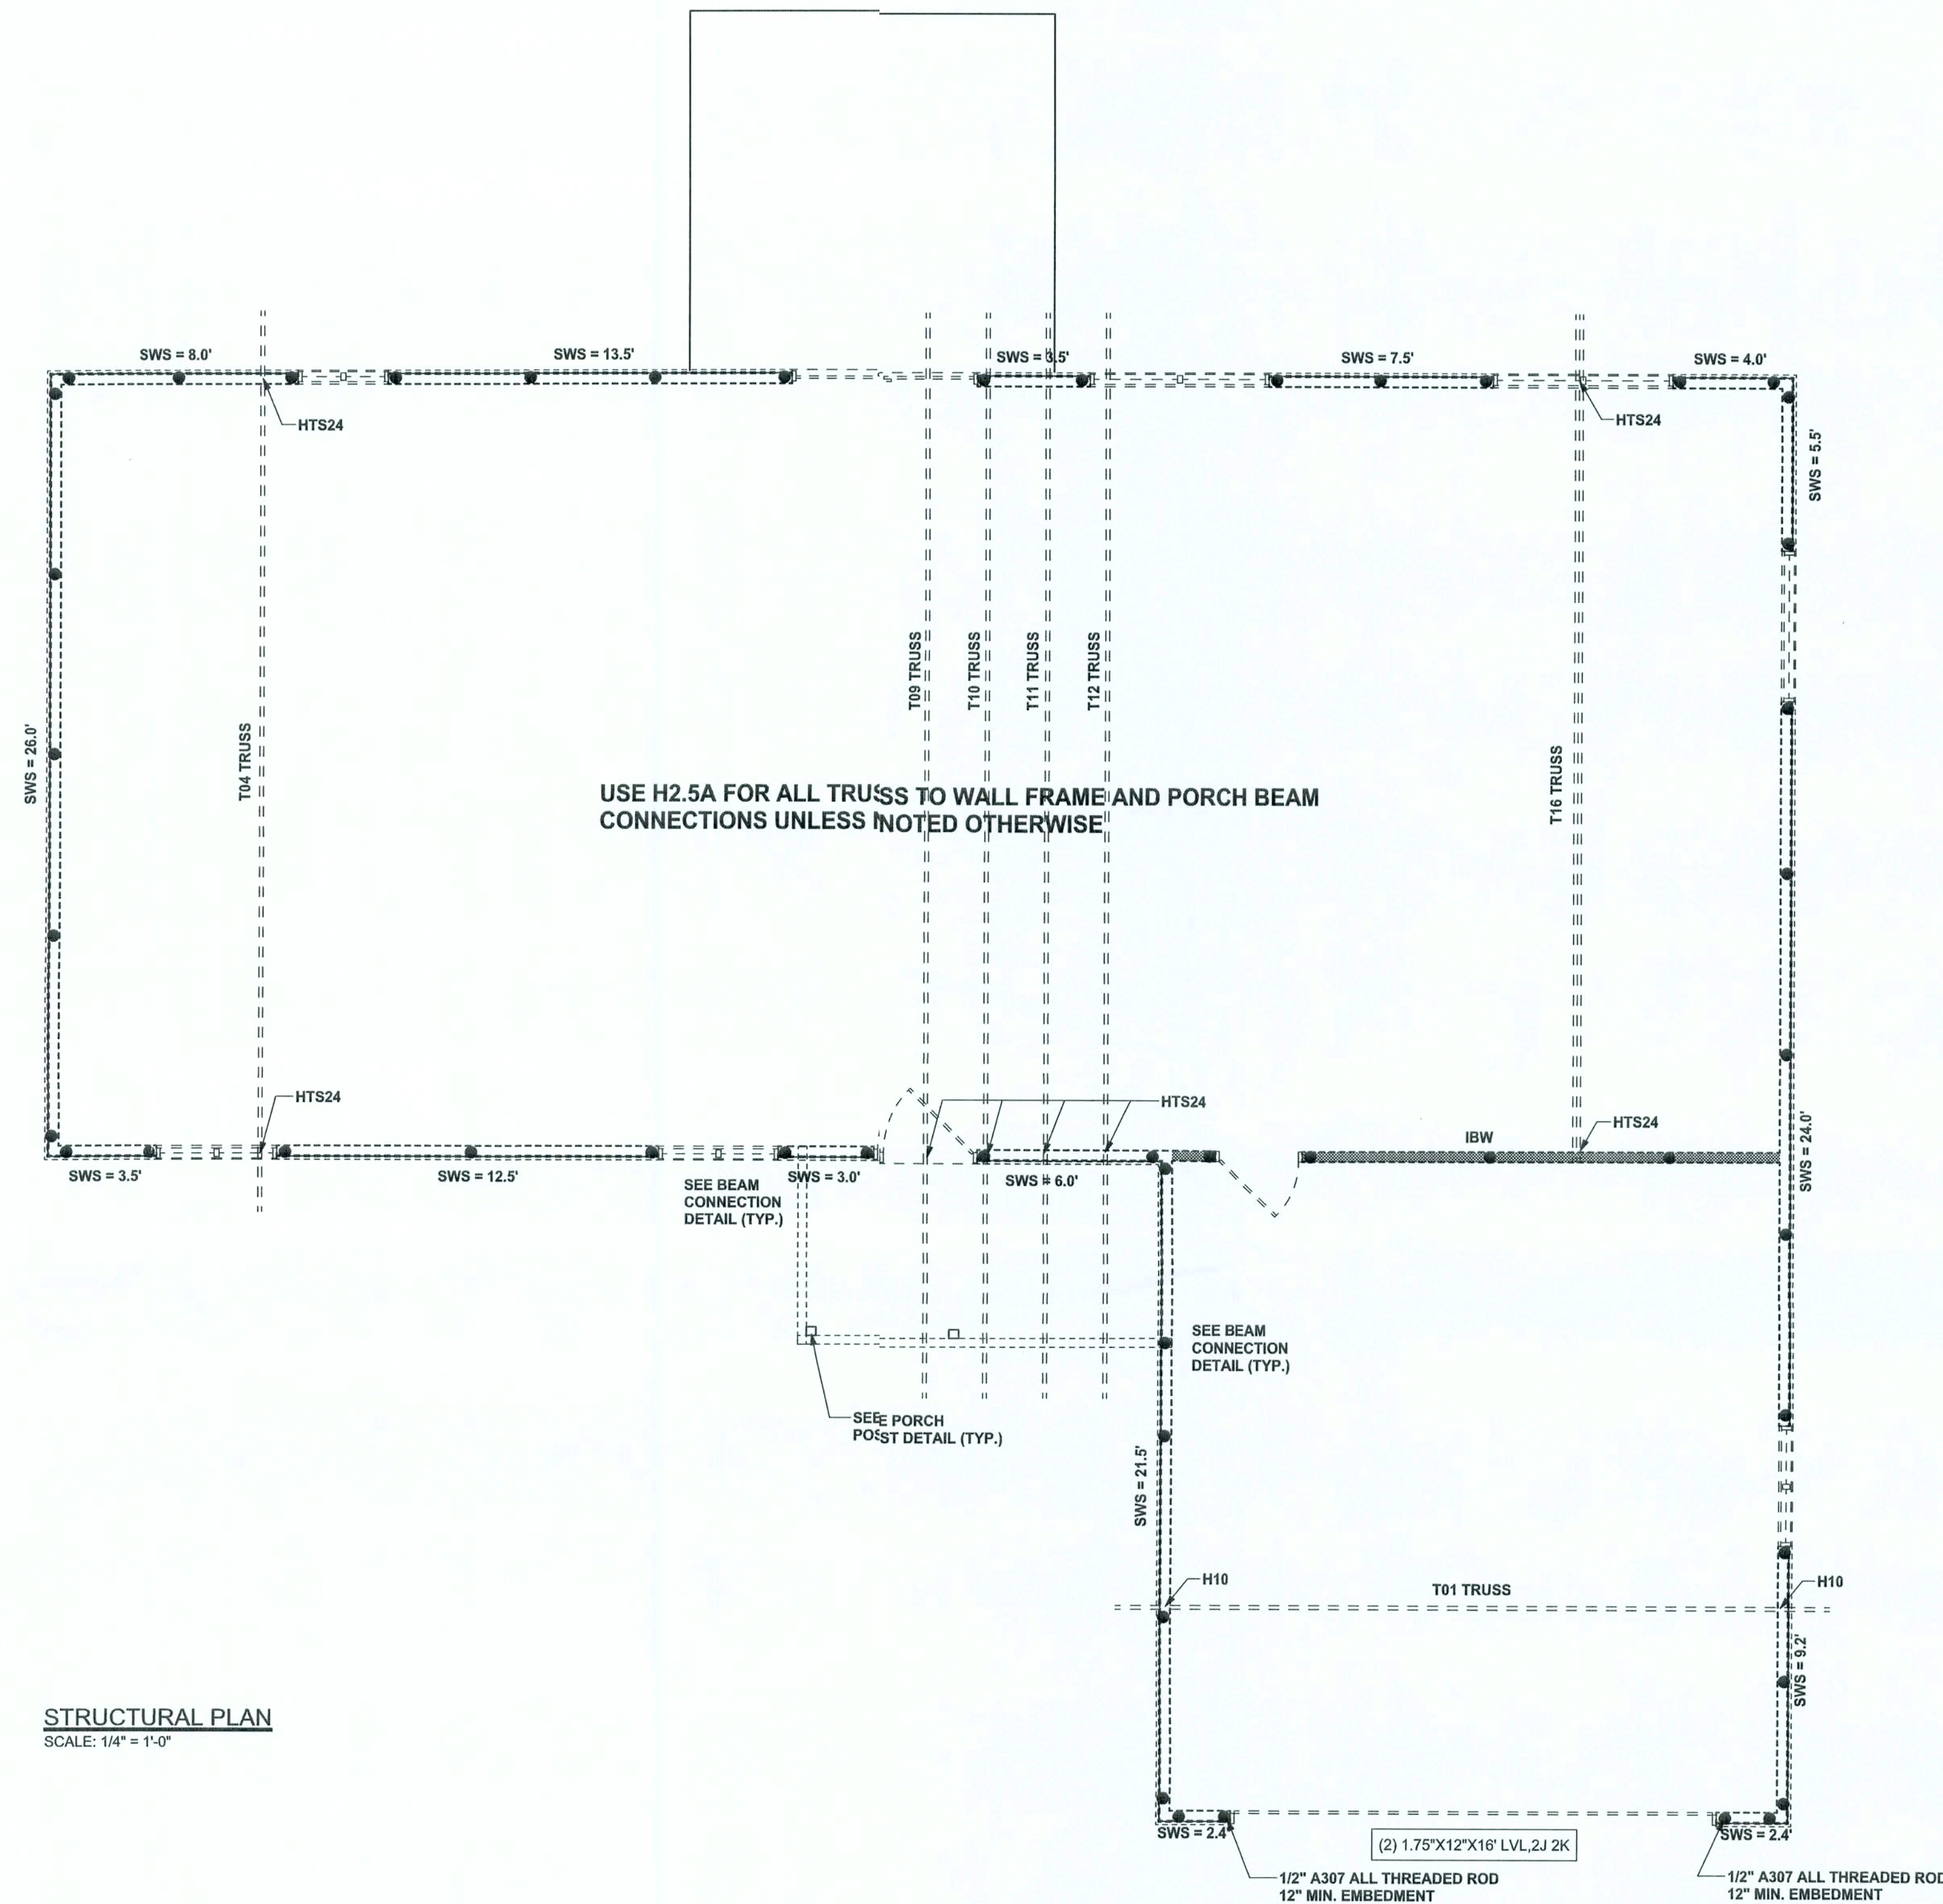 SWS = 8.0'
SWS = 13.5'
SWS = 3.5'
SWS = 7.5'
SWS = 4.0'
HTS24
HTS24
SWS = 5.5'
T09 TRUSS
T10 TRUSS
T11 TRUSS
T12 TRUSS
SWS = 26.0'
T04 TRUSS
T16 TRUSS
USE H2.5A FOR ALL TRUSS TO WALL FRAME AND PORCH BEAM
CONNECTIONS UNLESS NOTED OTHERWISE
HTS24
HTS24
HTS24
IBW
SWS = 24.0'
SWS = 3.5'
SWS = 12.5'
SWS = 3.0'
SWS = 6.0'
SEE BEAM
CONNECTION
DETAIL (TYP.)
SEE BEAM
CONNECTION
DETAIL (TYP.)
SEE PORCH
POST DETAIL (TYP.)
SWS = 21.5'
H10
T01 TRUSS
H10
SWS = 9.2'
STRUCTURAL PLAN
SCALE: 1/4" = 1'-0"
SWS = 2.4'
(2) 1.75"X12"X16' LVL,2J 2K
SWS = 2.4'
1/2" A307 ALL THREADED ROD
12" MIN. EMBEDMENT
1/2" A307 ALL THREADED ROD
12" MIN. EMBEDMENT